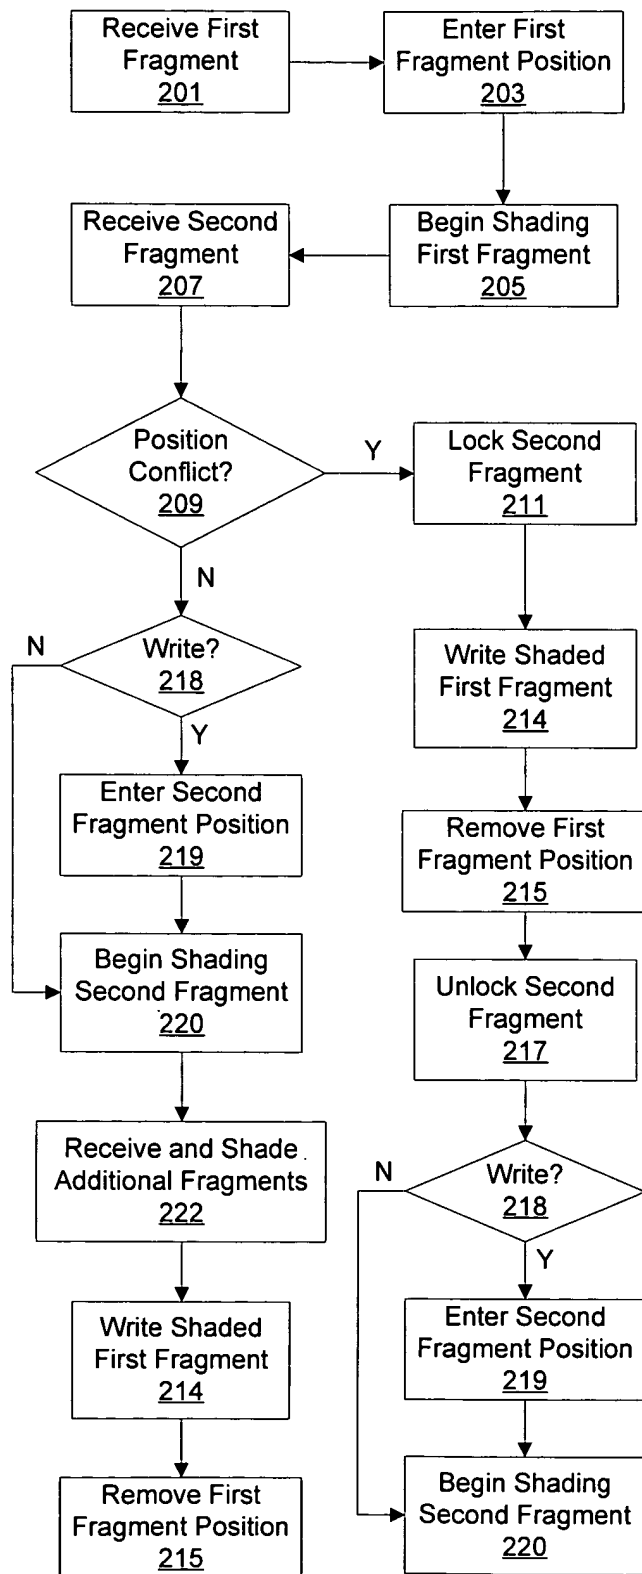 Receive First
Fragment
201
Enter First
Fragment Position
203
Receive Second
Fragment
207
Begin Shading
First Fragment
205
Position
Conflict?
209
Y
Lock Second
Fragment
211
N
N
Write?
218
Y
Write Shaded
First Fragment
214
Enter Second
Fragment Position
219
Remove First
Fragment Position
215
Begin Shading
Second Fragment
220
Unlock Second
Fragment
217
Receive and Shade
Additional Fragments
222
N
Write?
218
Y
Write Shaded
First Fragment
214
Enter Second
Fragment Position
219
Remove First
Fragment Position
215
Begin Shading
Second Fragment
220